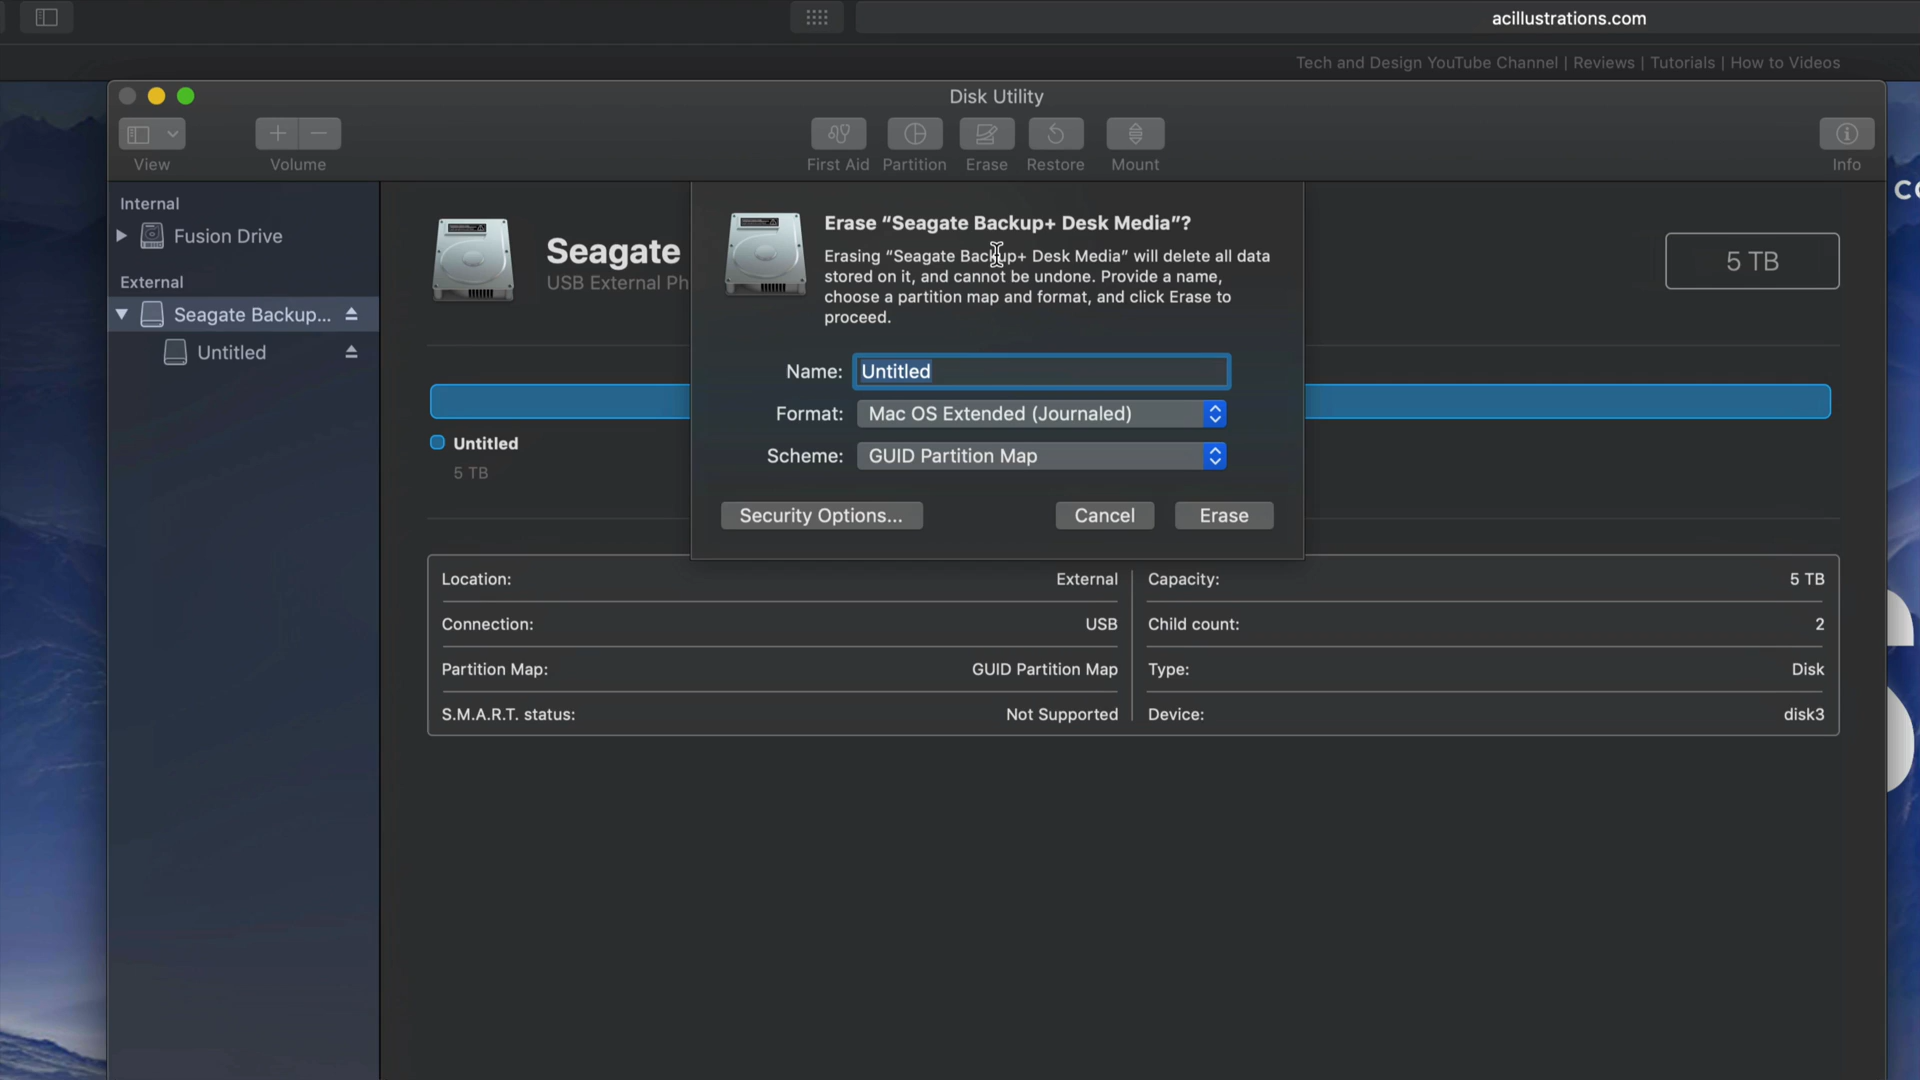 acillustrations.com
Tech and Design YouTube Channel | Reviews | Tutorials | How to Videos
Disk Utility
View
Volume
First Aid
Partition
Erase
Restore
Mount
Info
Internal
Fusion Drive
External
Seagate Backup...
Untitled
Seagate
USB External Ph
5 TB
Erase “Seagate Backup+ Desk Media”?
Erasing “Seagate Backup+ Desk Media” will delete all data
stored on it, and cannot be undone. Provide a name,
choose a partition map and format, and click Erase to
proceed.
Name: Untitled
Format: Mac OS Extended (Journaled)
Scheme: GUID Partition Map
Security Options...
Cancel
Erase
Untitled
5 TB
Location: External
Connection: USB
Partition Map: GUID Partition Map
S.M.A.R.T. status: Not Supported
Capacity: 5 TB
Child count: 2
Type: Disk
Device: disk3